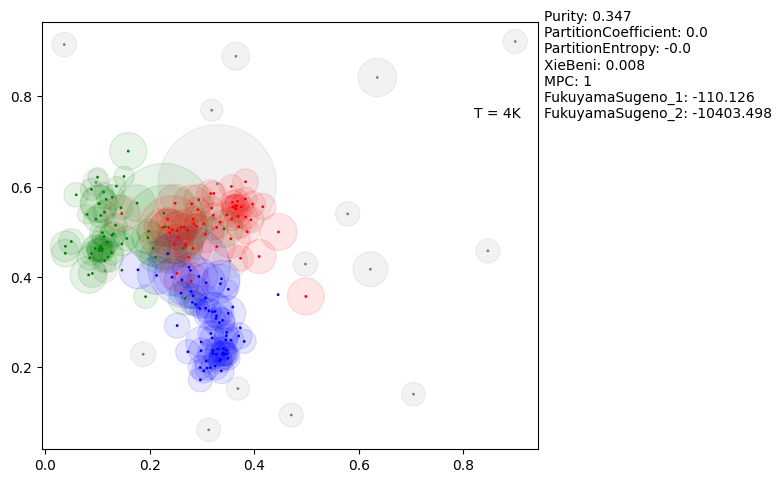 Purity: 0.347
PartitionCoefficient: 0.0
PartitionEntropy: -0.0
XieBeni: 0.008
MPC: 1
FukuyamaSugeno_1: -110.126
FukuyamaSugeno_2: -10403.498
T = 4K
0.8
0.6
0.4
0.2
0.0 0.2 0.4 0.6 0.8